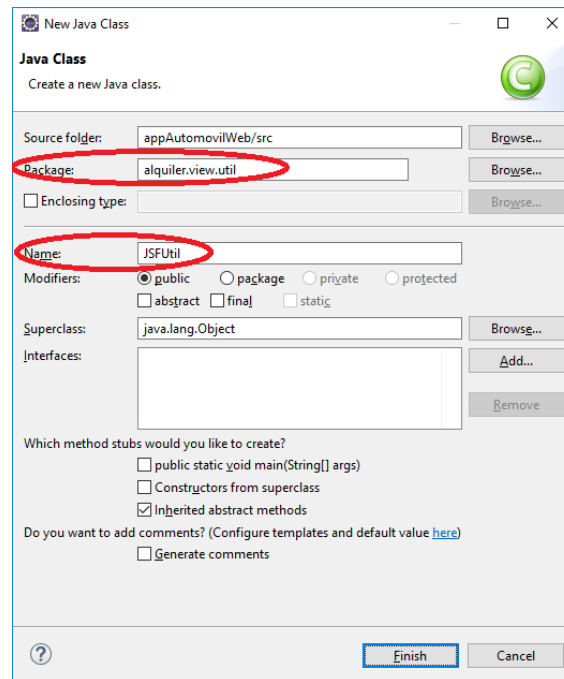 New Java Class
Java Class
Create a new Java class.
C
Source folder: appAutomovilWeb/src Browse...
Package: alquiler.view.util Browse...
Enclosing type: Browse...
Name: JSFUtil
Modifiers: public package private protected
abstract final static
Superclass: java.lang.Object Browse...
Interfaces: Add...
Remove
Which method stubs would you like to create?
public static void main(String[] args)
Constructors from superclass
Inherited abstract methods
Do you want to add comments? (Configure templates and default value here)
Generate comments
? Finish Cancel